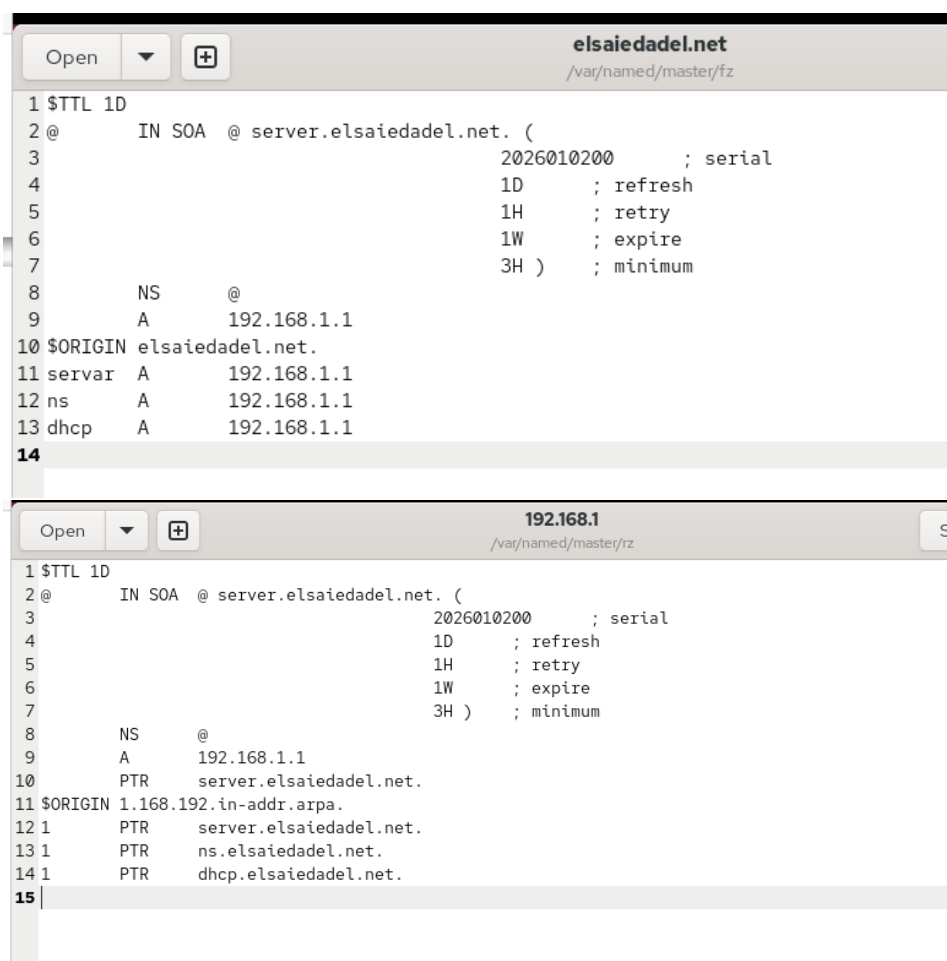 Open
elsaiedadel.net
/var/named/master/fz
1 $TTL 1D
2 @ IN SOA @ server.elsaiedadel.net. (
3 2026010200 ; serial
4 1D ; refresh
5 1H ; retry
6 1W ; expire
7 3H ) ; minimum
8 NS @
9 A 192.168.1.1
10 $ORIGIN elsaiedadel.net.
11 servar A 192.168.1.1
12 ns A 192.168.1.1
13 dhcp A 192.168.1.1
14
Open
192.168.1
/var/named/master/rz
S
1 $TTL 1D
2 @ IN SOA @ server.elsaiedadel.net. (
3 2026010200 ; serial
4 1D ; refresh
5 1H ; retry
6 1W ; expire
7 3H ) ; minimum
8 NS @
9 A 192.168.1.1
10 PTR server.elsaiedadel.net.
11 $ORIGIN 1.168.192.in-addr.arpa.
12 1 PTR server.elsaiedadel.net.
13 1 PTR ns.elsaiedadel.net.
14 1 PTR dhcp.elsaiedadel.net.
15